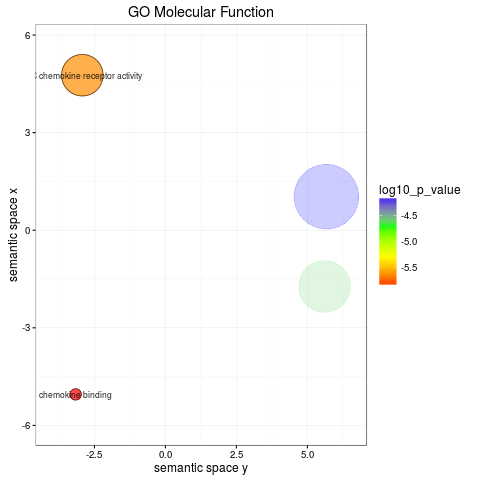 GO Molecular Function
6
chemokine receptor activity
3
0
-3
chemokine binding
-6
-2.5
0.0
2.5
5.0
semantic space y
semantic space x
log10_p_value
-4.5
-5.0
-5.5